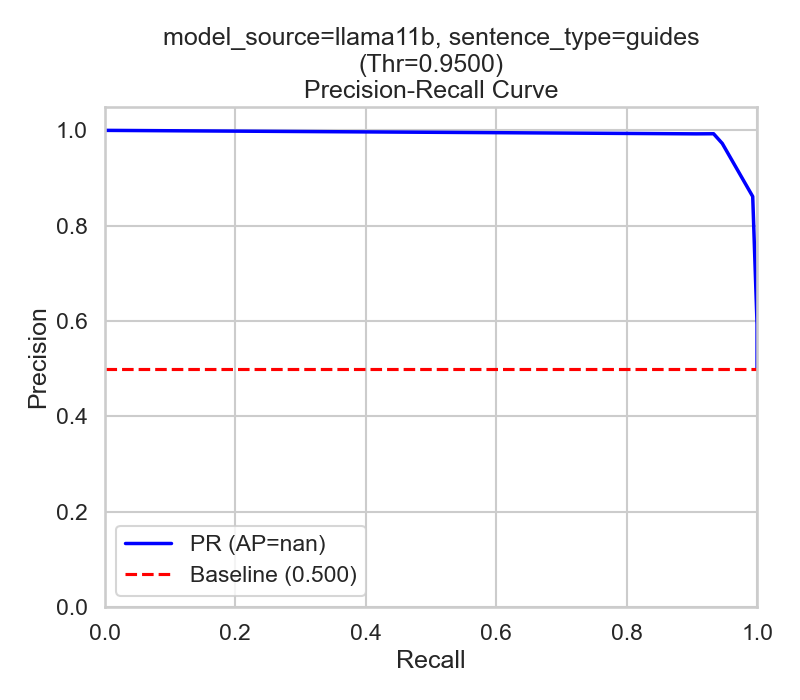 model_source=llama11b, sentence_type=guides
(Thr=0.9500)
Precision-Recall Curve
Precision
1.0
0.8
0.6
0.4
0.2
0.0
PR (AP=nan)
Baseline (0.500)
0.0 0.2 0.4 0.6 0.8 1.0
Recall